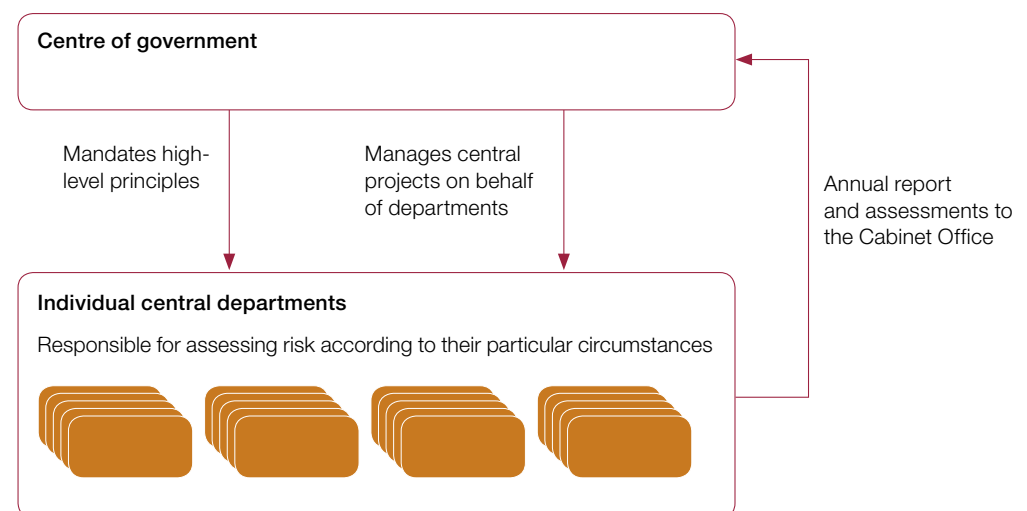 Centre of government
Mandates high-
level principles
Manages central
projects on behalf
of departments
Annual report
and assessments to
the Cabinet Office
Individual central departments
Responsible for assessing risk according to their particular circumstances